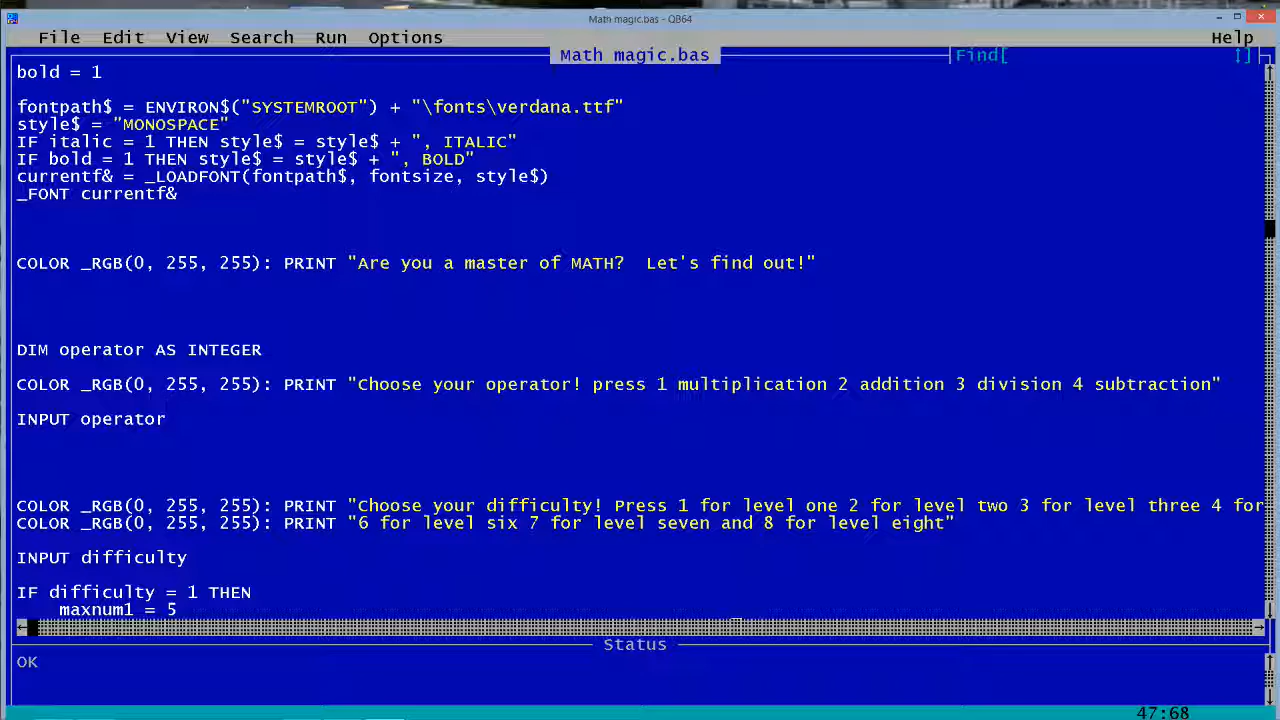 Math magic.bas - QB64
File Edit View Search Run Options Help
Math magic.bas
Find[
bold = 1
fontpath$ = ENVIRON$("SYSTEMROOT") + "\fonts\verdana.ttf"
style$ = "MONOSPACE"
IF italic = 1 THEN style$ = style$ + ", ITALIC"
IF bold = 1 THEN style$ = style$ + ", BOLD"
currentf& = _LOADFONT(fontpath$, fontsize, style$)
_FONT currentf&
COLOR _RGB(0, 255, 255): PRINT "Are you a master of MATH?  Let's find out!"
DIM operator AS INTEGER
COLOR _RGB(0, 255, 255): PRINT "Choose your operator! press 1 multiplication 2 addition 3 division 4 subtraction"
INPUT operator
COLOR _RGB(0, 255, 255): PRINT "Choose your difficulty! Press 1 for level one 2 for level two 3 for level three 4 for
COLOR _RGB(0, 255, 255): PRINT "6 for level six 7 for level seven and 8 for level eight"
INPUT difficulty
IF difficulty = 1 THEN
    maxnum1 = 5
Status
OK
47:68